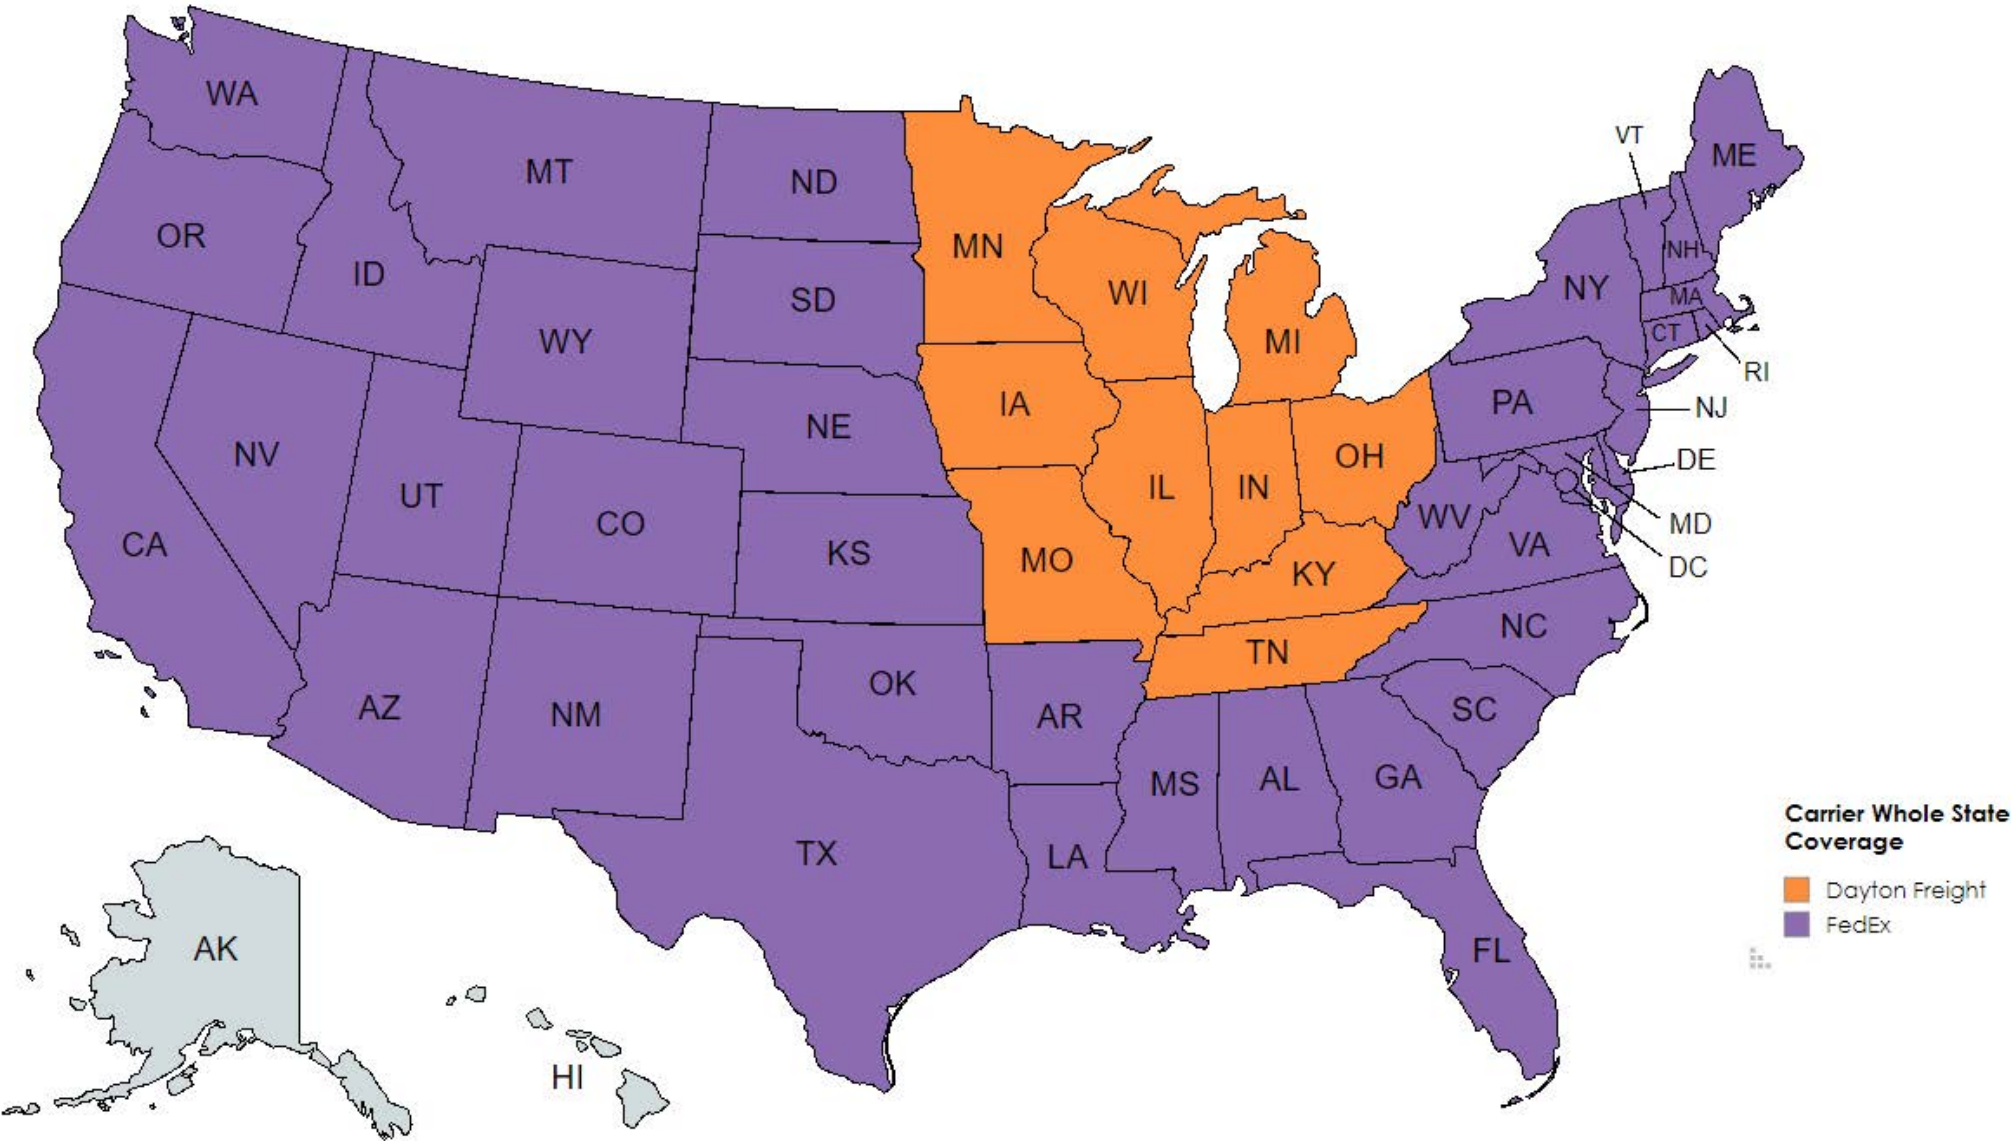 WA
MT
ND
MN
VT
ME
OR
ID
SD
WI
MI
NY
NH
MA
CT
RI
WY
NE
IA
PA
NJ
NV
UT
CO
KS
IL
IN
OH
DE
WV
MD
VA
DC
CA
MO
KY
NC
TN
AZ
NM
OK
AR
SC
MS
AL
GA
TX
LA
FL
AK
HI
Carrier Whole State
Coverage
Dayton Freight
FedEx